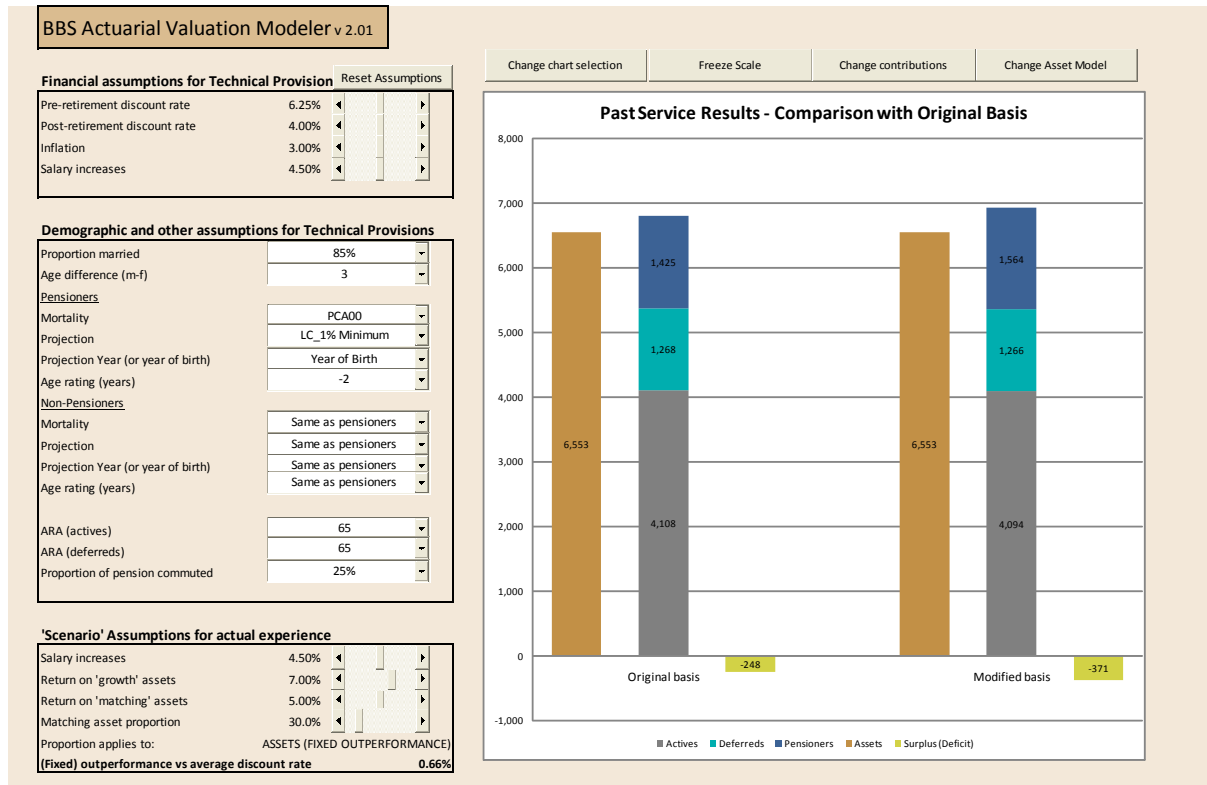 BBS Actuarial Valuation Modeler v 2.01
Financial assumptions for Technical Provision
Reset Assumptions
Pre-retirement discount rate 6.25%
Post-retirement discount rate 4.00%
Inflation 3.00%
Salary increases 4.50%
Demographic and other assumptions for Technical Provisions
Proportion married 85%
Age difference (m-f) 3
Pensioners
Mortality PCA00
Projection LC_1% Minimum
Projection Year (or year of birth) Year of Birth
Age rating (years) -2
Non-Pensioners
Mortality Same as pensioners
Projection Same as pensioners
Projection Year (or year of birth) Same as pensioners
Age rating (years) Same as pensioners
ARA (actives) 65
ARA (deferreds) 65
Proportion of pension commuted 25%
'Scenario' Assumptions for actual experience
Salary increases 4.50%
Return on 'growth' assets 7.00%
Return on 'matching' assets 5.00%
Matching asset proportion 30.0%
Proportion applies to: ASSETS (FIXED OUTPERFORMANCE)
(Fixed) outperformance vs average discount rate 0.66%
Change chart selection
Freeze Scale
Change contributions
Change Asset Model
Past Service Results - Comparison with Original Basis
8,000
7,000
6,000
5,000
4,000
3,000
2,000
1,000
0
-1,000
6,553
1,425
1,268
4,108
-248
6,553
1,564
1,266
4,094
-371
Original basis
Modified basis
Actives Deferreds Pensioners Assets Surplus (Deficit)